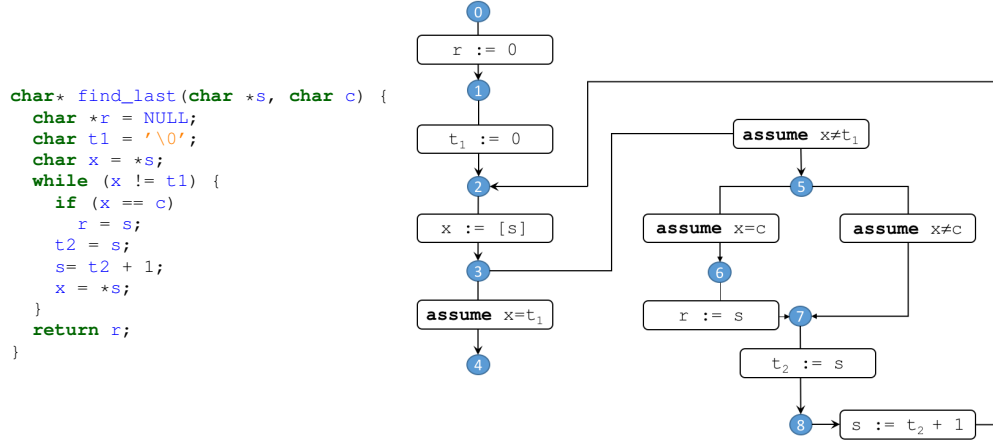 char* find_last(char *s, char c) {
char *r = NULL;
char t1 = '\0';
char x = *s;
while (x != t1) {
if (x == c)
r = s;
t2 = s;
s= t2 + 1;
x = *s;
}
return r;
}
0
r := 0
1
t₁ := 0
2
x := [s]
3
assume x=t₁
4
assume x≠t₁
5
assume x=c
assume x≠c
6
r := s
7
t₂ := s
8
s := t₂ + 1